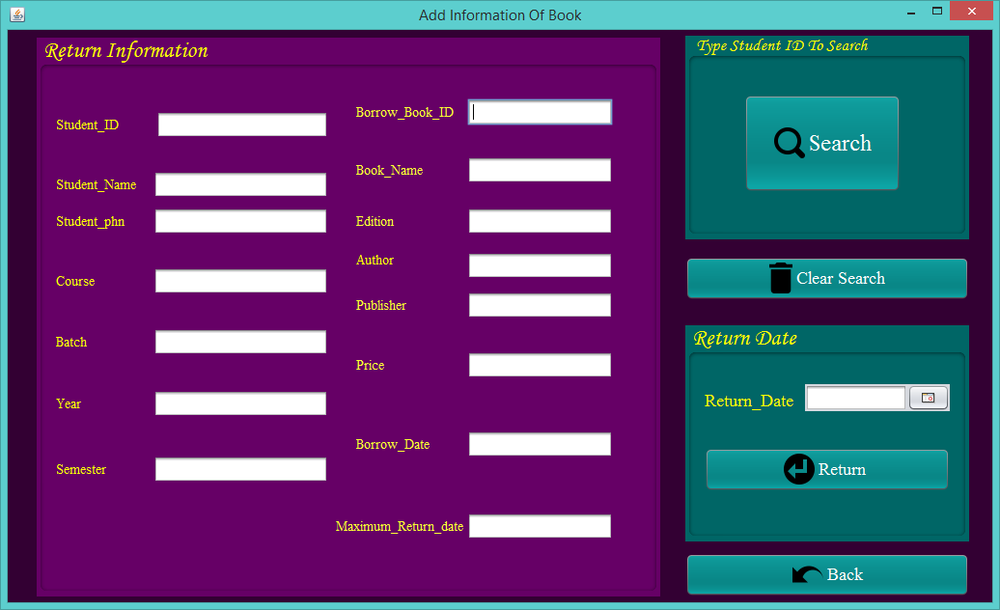 Add Information Of Book
Return Information
Student_ID
Student_Name
Student_phn
Course
Batch
Year
Semester
Borrow_Book_ID
Book_Name
Edition
Author
Publisher
Price
Borrow_Date
Maximum_Return_date
Type Student ID To Search
Search
Clear Search
Return Date
Return_Date
Return
Back